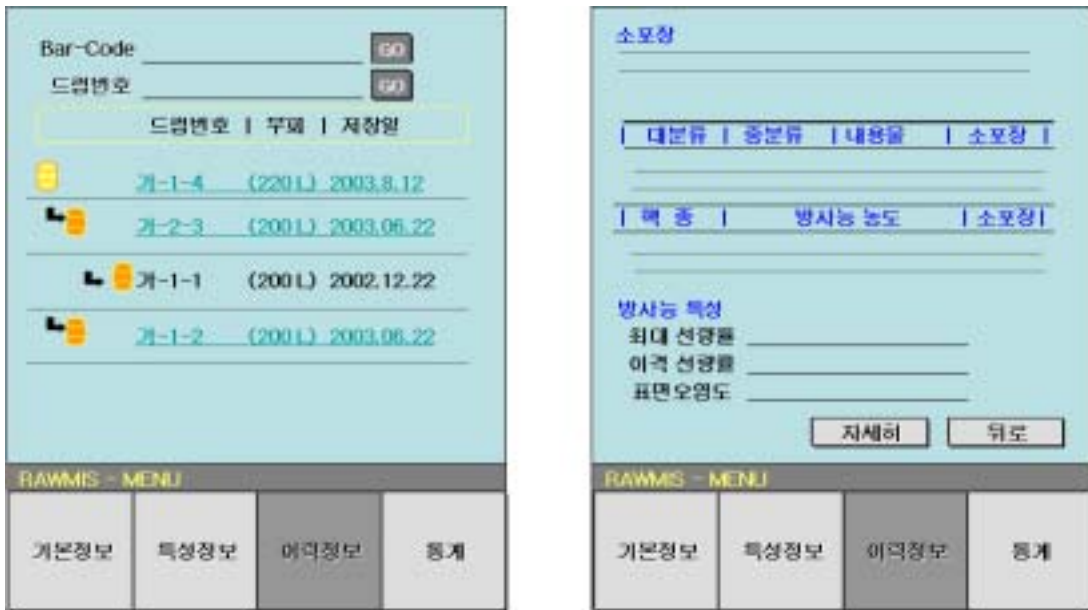 Bar-Code GO
드럼번호 GO
드럼번호 | 부피 | 저장일
가-1-4 (220L) 2003.8.12
가-2-3 (200L) 2003.06.22
가-1-1 (200L) 2002.12.22
가-1-2 (200L) 2003.06.22
RAWMIS - MENU
기본정보 특성정보 이력정보 통계
소포장
| 대분류 | 중분류 | 내용물 | 소포장 |
| 핵 종 | 방사능 농도 | 소포장|
방사능 특성
최대 선량률
이격 선량률
표면오염도
자세히 뒤로
RAWMIS - MENU
기본정보 특성정보 이력정보 통계